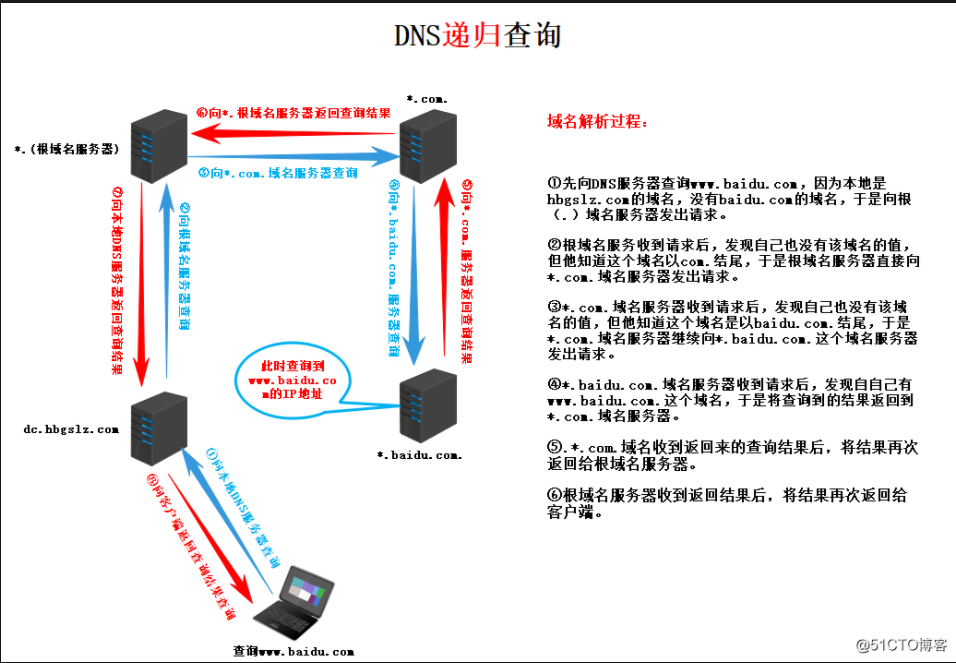 DNS递归查询
*.com.
⑥向*.根域名服务器返回查询结果
*.(根域名服务器)
③向*.com.域名服务器查询
⑦向本地DNS服务器返回查询结果
②向根域名服务器查询
④向*.baidu.com.服务器查询
⑤向*.com.服务器返回查询结果
此时查询到
www.baidu.co
m的IP地址
dc.hbgslz.com
*.baidu.com.
①向本地DNS服务器查询
⑧向客户端返回查询结果查询
查询www.baidu.com
域名解析过程：
①先向DNS服务器查询www.baidu.com，因为本地是
hbgslz.com的域名，没有baidu.com的域名，于是向根
（.）域名服务器发出请求。
②根域名服务收到请求后，发现自己也没有该域名的值，
但他知道这个域名以com.结尾，于是根域名服务器直接向
*.com.域名服务器发出请求。
③*.com.域名服务器收到请求后，发现自己也没有该域
名的值，但他知道这个域名是以baidu.com.结尾，于是
*.com.域名服务器继续向*.baidu.com.这个域名服务器
发出请求。
④*.baidu.com.域名服务器收到请求后，发现自自己有
www.baidu.com.这个域名，于是将查询到的结果返回到
*.com.域名服务器。
⑤.*.com.域名收到返回来的查询结果后，将结果再次
返回给根域名服务器。
⑥根域名服务器收到返回结果后，将结果再次返回给
客户端。
@51CTO博客